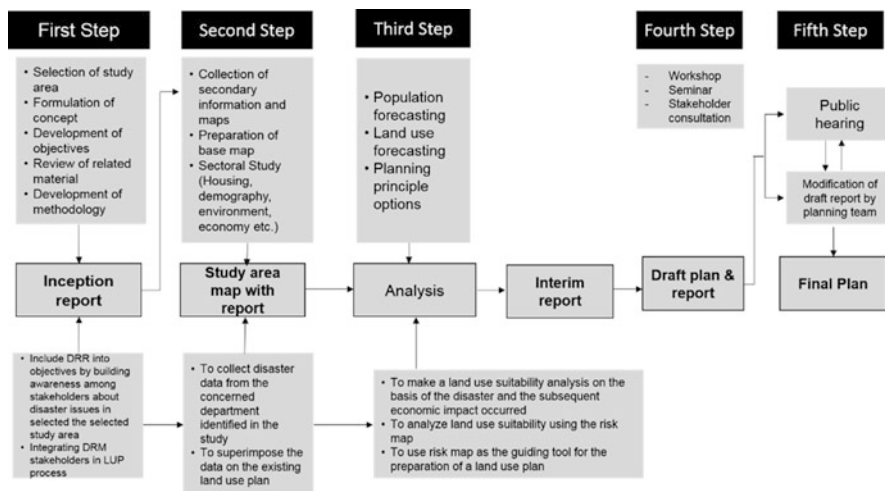 First Step
Second Step
Third Step
Fourth Step
Fifth Step
• Selection of study
area
• Formulation of
concept
• Development of
objectives
• Review of related
material
• Development of
methodology
• Collection of
secondary
information and
maps
• Preparation of
base map
• Sectoral Study
(Housing,
demography,
environment,
economy etc.)
• Population
forecasting
• Land use
forecasting
• Planning
principle
options
- Workshop
- Seminar
- Stakeholder
consultation
Public
hearing
Modification of
draft report by
planning team
Inception
report
Study area
map with
report
Analysis
Interim
report
Draft plan &
report
Final Plan
• Include DRR into
objectives by building
awareness among
stakeholders about
disaster issues in
selected the selected
study area
• Integrating DRM
stakeholders in LUP
process
• To collect disaster
data from the
concerned
department
identified in the
study
• To superimpose the
data on the existing
land use plan
• To make a land use suitability analysis on the
basis of the disaster and the subsequent
economic impact occurred
• To analyze land use suitability using the risk
map
• To use risk map as the guiding tool for the
preparation of a land use plan